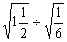 √(1 1/2) ÷ √(1/6)